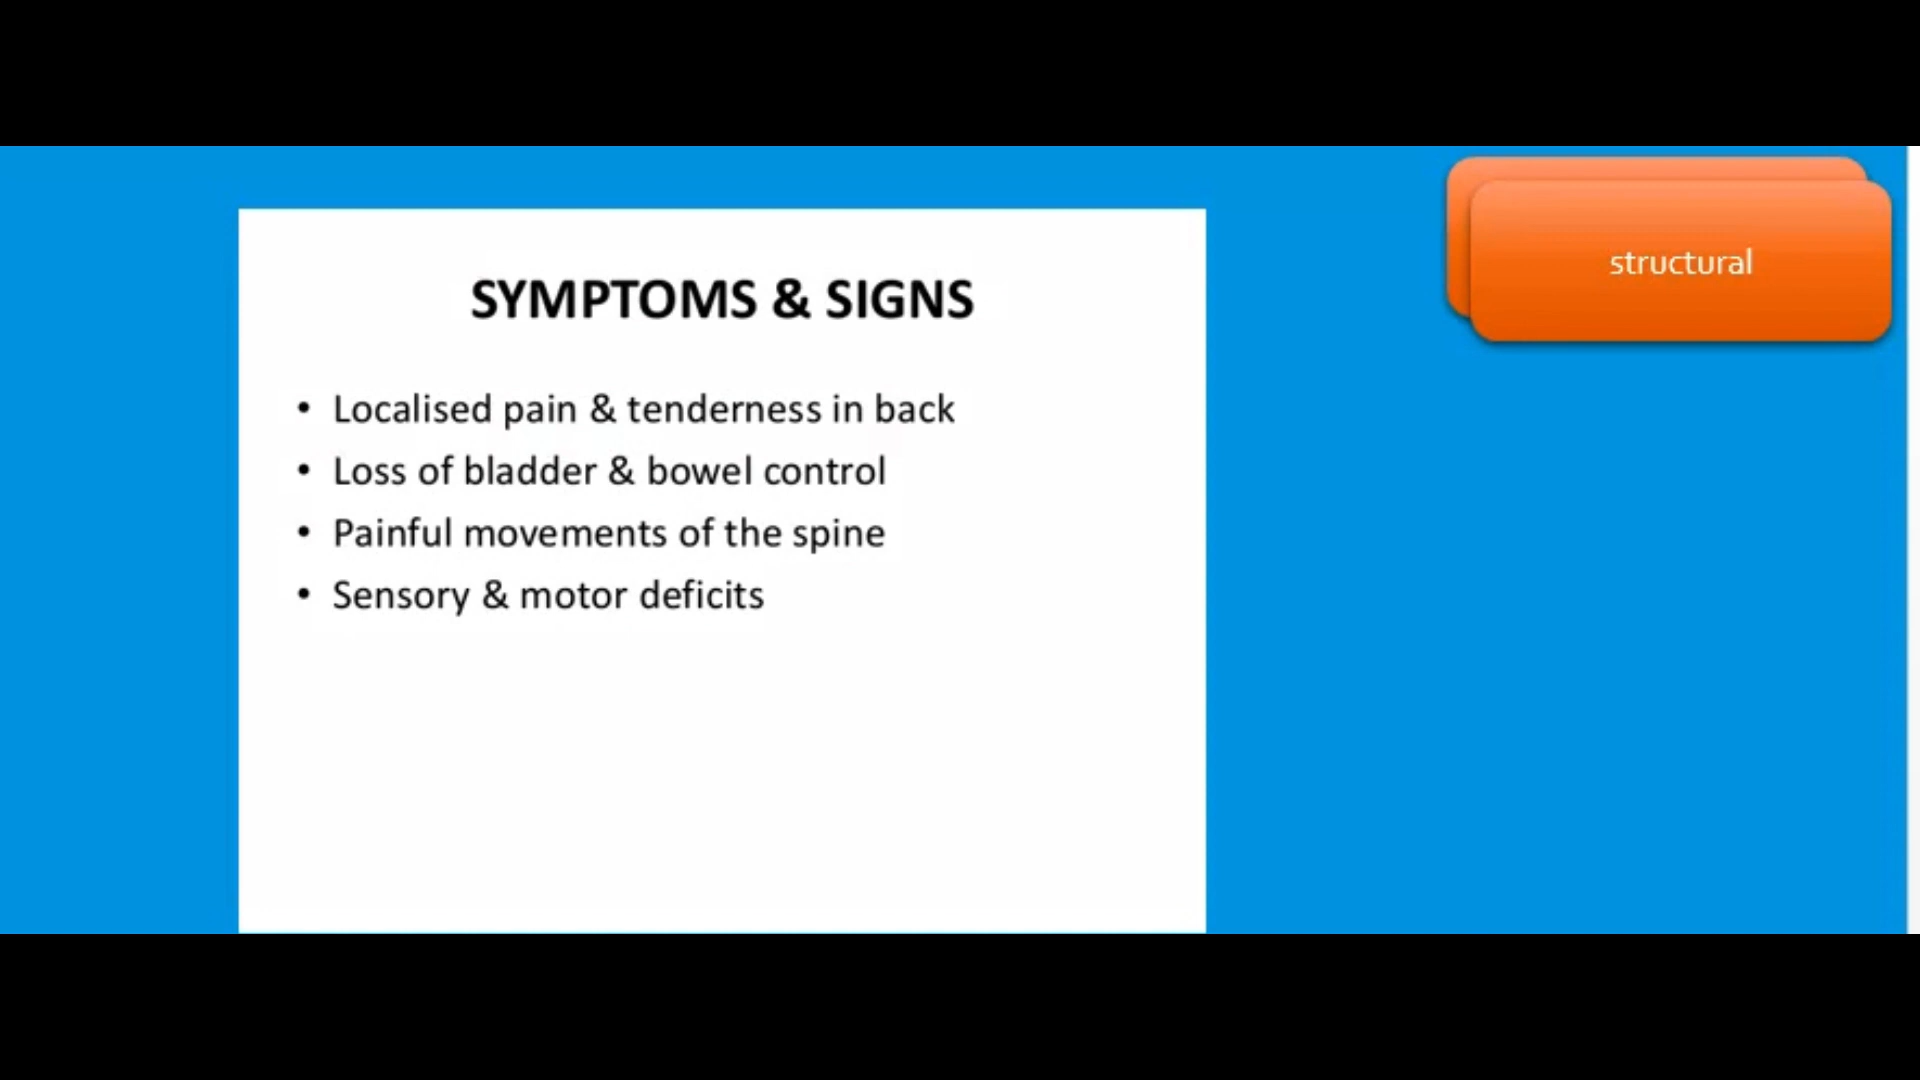 structural
SYMPTOMS & SIGNS
• Localised pain & tenderness in back
• Loss of bladder & bowel control
• Painful movements of the spine
• Sensory & motor deficits